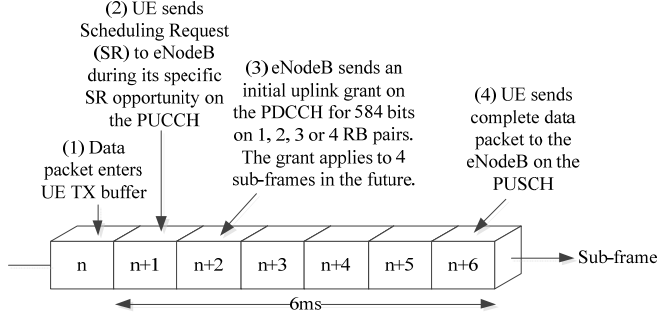 (2) UE sends
Scheduling Request
(SR) to eNodeB
during its specific
SR opportunity on
the PUCCH
(1) Data
packet enters
UE TX buffer
(3) eNodeB sends an
initial uplink grant on
the PDCCH for 584 bits
on 1, 2, 3 or 4 RB pairs.
The grant applies to 4
sub-frames in the future.
(4) UE sends
complete data
packet to the
eNodeB on the
PUSCH
n n+1 n+2 n+3 n+4 n+5 n+6
Sub-frame
6ms